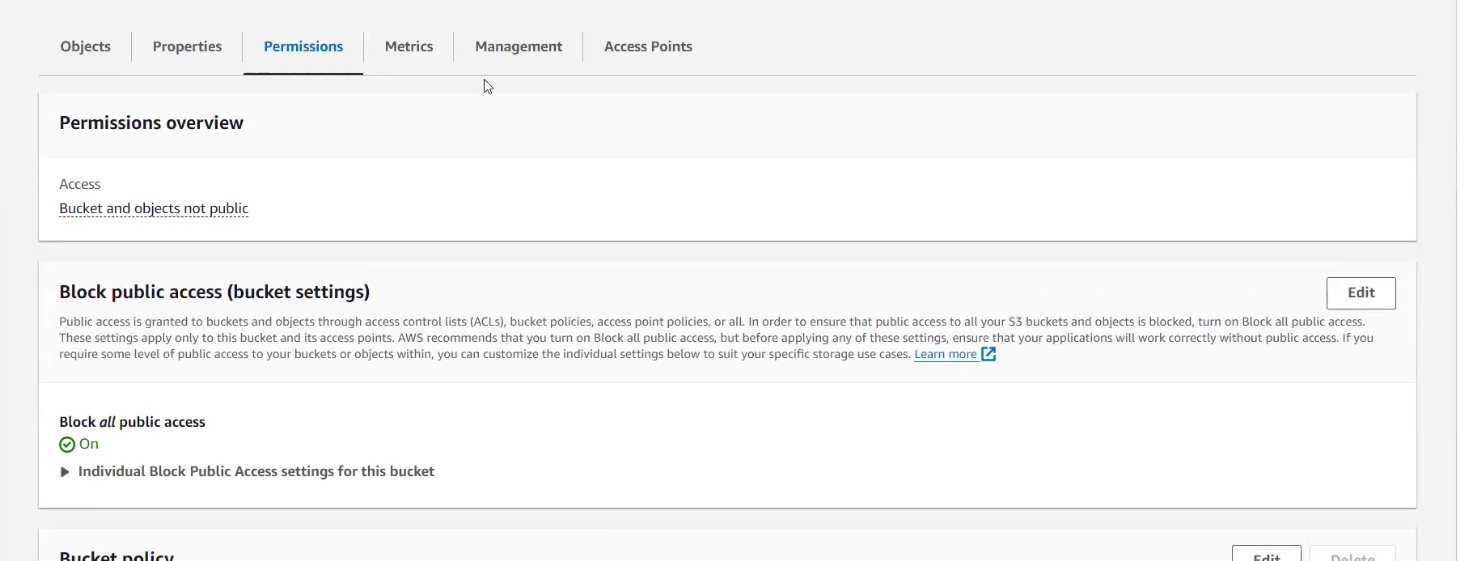 Objects
Properties
Permissions
Metrics
Management
Access Points
Permissions overview
Access
Bucket and objects not public
Block public access (bucket settings)
Edit
Public access is granted to buckets and objects through access control lists (ACLs), bucket policies, access point policies, or all. In order to ensure that public access to all your S3 buckets and objects is blocked, turn on Block all public access.
These settings apply only to this bucket and its access points. AWS recommends that you turn on Block all public access, but before applying any of these settings, ensure that your applications will work correctly without public access. If you
require some level of public access to your buckets or objects within, you can customize the individual settings below to suit your specific storage use cases. Learn more
Block all public access
On
Individual Block Public Access settings for this bucket
Bucket policy
Edit
Delete